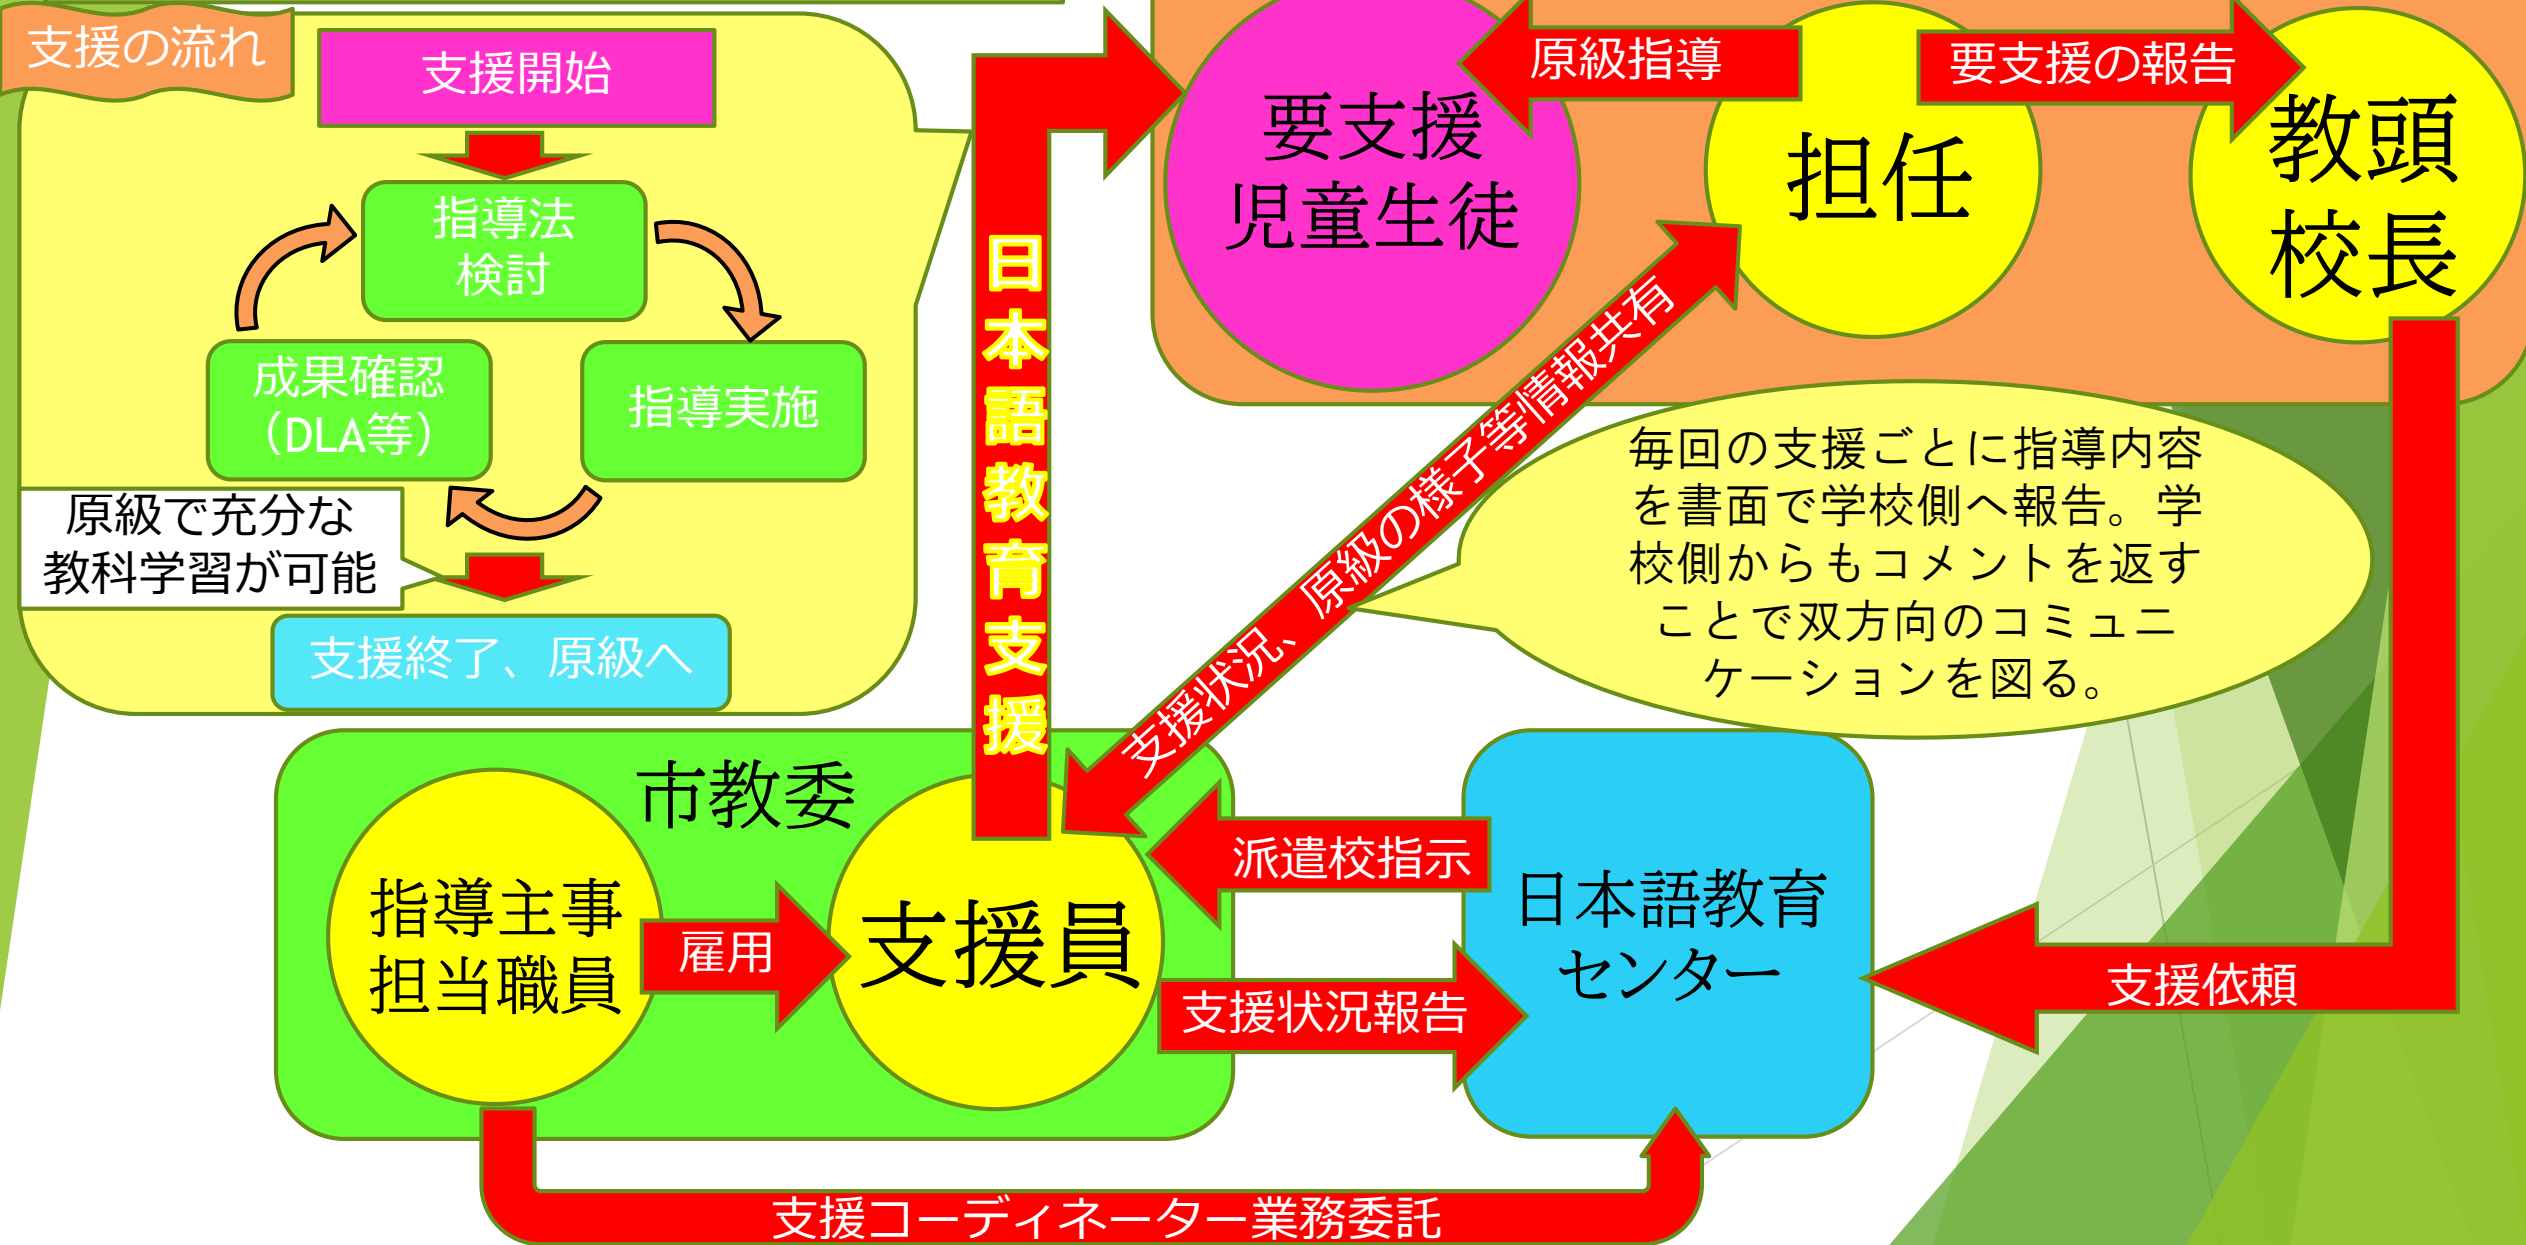 支援の流れ
支援開始
指導法
検討
指導実施
成果確認
（DLA等）
原級で充分な
教科学習が可能
支援終了、原級へ
日本語教育支援
要支援
児童生徒
原級指導
担任
要支援の報告
教頭
校長
支援状況、原級の様子等情報共有
毎回の支援ごとに指導内容
を書面で学校側へ報告。学
校側からもコメントを返す
ことで双方向のコミュニ
ケーションを図る。
市教委
指導主事
担当職員
雇用
支援員
派遣校指示
支援状況報告
日本語教育
センター
支援依頼
支援コーディネーター業務委託